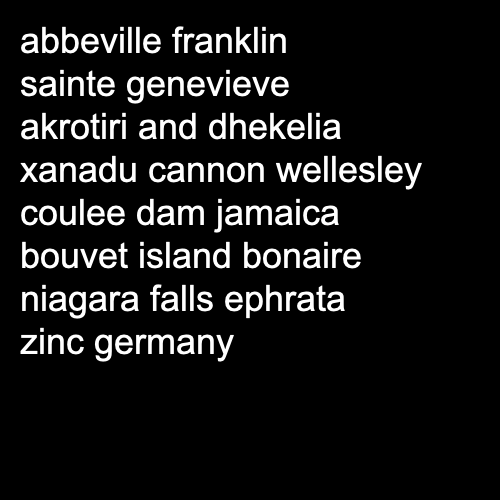 abbeville franklin
sainte genevieve
akrotiri and dhekelia
xanadu cannon wellesley
coulee dam jamaica
bouvet island bonaire
niagara falls ephrata
zinc germany